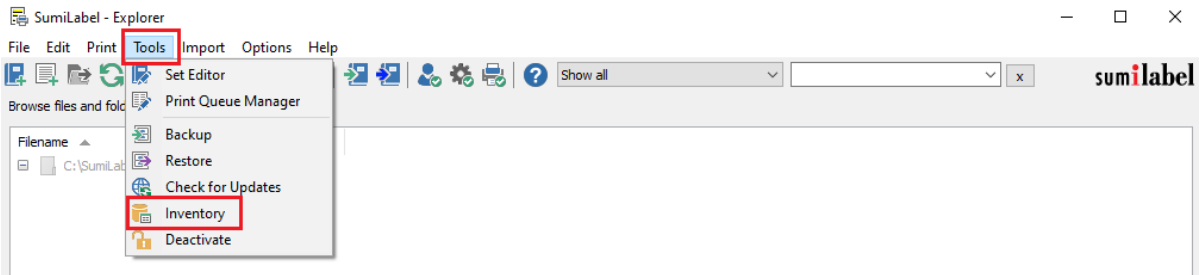 SumiLabel - Explorer
File Edit Print Tools Import Options Help
Show all x sumilabel
Browse files and fold
Set Editor
Print Queue Manager
Backup
Restore
Check for Updates
Inventory
Deactivate
Filename
C:\SumiLab